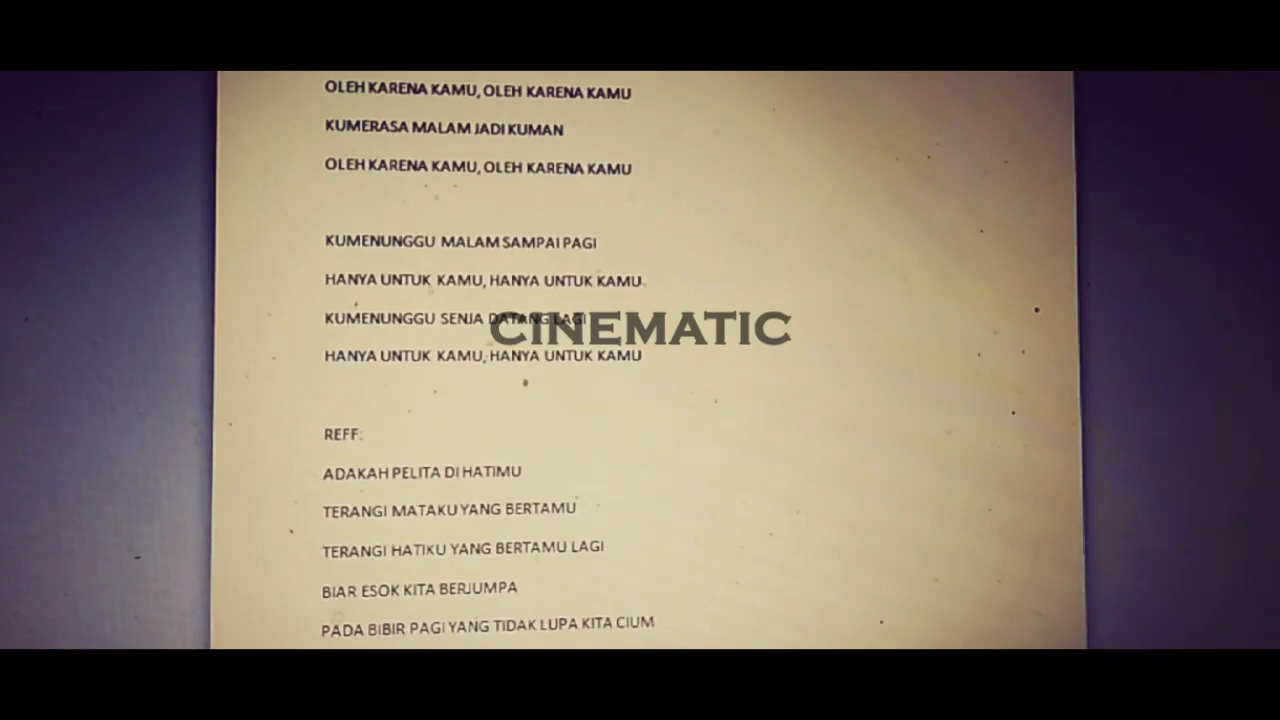 OLEH KARENA KAMU, OLEH KARENA KAMU
KUMERASA MALAM JADI KUMAN
OLEH KARENA KAMU, OLEH KARENA KAMU
KUMENUNGGU MALAM SAMPAI PAGI
HANYA UNTUK KAMU, HANYA UNTUK KAMU
KUMENUNGGU SENJA DATANG LAGI
CINEMATIC
HANYA UNTUK KAMU, HANYA UNTUK KAMU
REFF:
ADAKAH PELITA DI HATIMU
TERANGI MATAKU YANG BERTAMU
TERANGI HATIKU YANG BERTAMU LAGI
BIAR ESOK KITA BERJUMPA
PADA BIBIR PAGI YANG TIDAK LUPA KITA CIUM